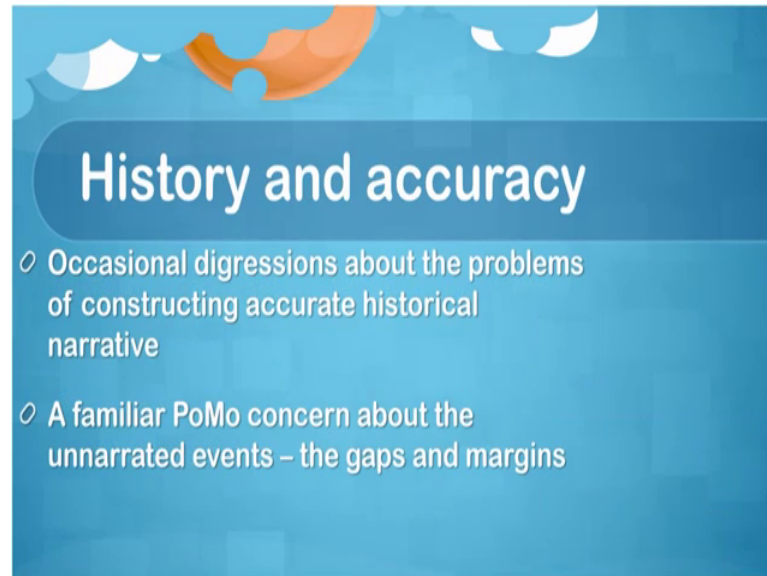 History and accuracy
Occasional digressions about the problems
of constructing accurate historical
narrative
A familiar PoMo concern about the
unnarrated events – the gaps and margins